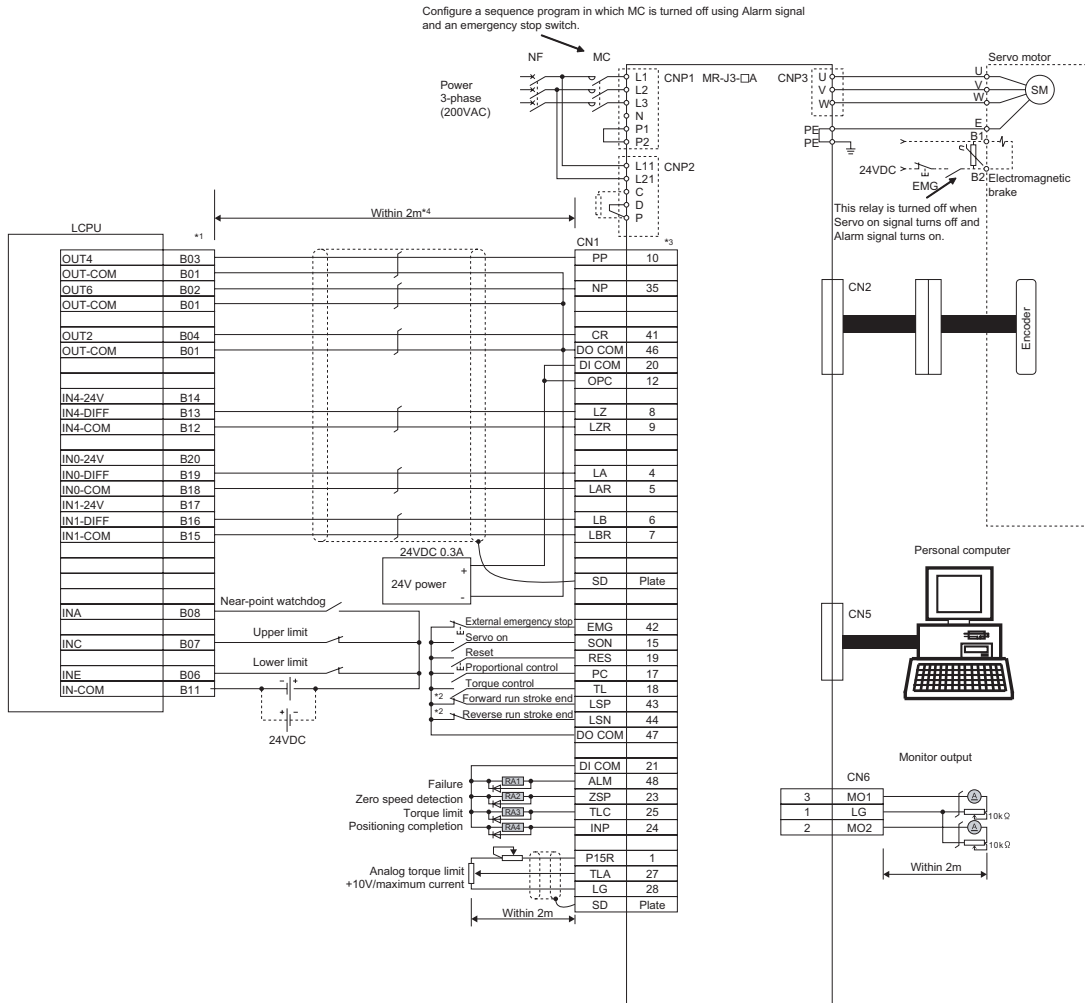 Configure a sequence program in which MC is turned off using Alarm signal
and an emergency stop switch.
NF MC
Power
3-phase
(200VAC)
L1 CNP1 MR-J3-□A CNP3 U
L2 V
L3 W
N
P1 PE
P2 PE
L11 CNP2
L21
C
D
P
Servo motor
U
V
W
SM
E
B1
24VDC
EMG
B2 Electromagnetic
brake
This relay is turned off when
Servo on signal turns off and
Alarm signal turns on.
Within 2m*4
LCPU *1
OUT4 B03
OUT-COM B01
OUT6 B02
OUT-COM B01
OUT2 B04
OUT-COM B01
IN4-24V B14
IN4-DIFF B13
IN4-COM B12
IN0-24V B20
IN0-DIFF B19
IN0-COM B18
IN1-24V B17
IN1-DIFF B16
IN1-COM B15
INA B08
INC B07
INE B06
IN-COM B11
Near-point watchdog
Upper limit
Lower limit
- +
+ -
24VDC
24VDC 0.3A
24V power
+
-
CN1 *3
PP 10
NP 35
CR 41
DO COM 46
DI COM 20
OPC 12
LZ 8
LZR 9
LA 4
LAR 5
LB 6
LBR 7
SD Plate
External emergency stop EMG 42
Servo on SON 15
Reset RES 19
Proportional control PC 17
Torque control TL 18
*2 Forward run stroke end LSP 43
*2 Reverse run stroke end LSN 44
DO COM 47
DI COM 21
Failure RA1 ALM 48
Zero speed detection RA2 ZSP 23
Torque limit RA3 TLC 25
Positioning completion RA4 INP 24
P15R 1
Analog torque limit TLA 27
+10V/maximum current LG 28
SD Plate
Within 2m
CN2
Encoder
Personal computer
CN5
Monitor output
CN6
3 MO1 A
1 LG 10kΩ
2 MO2 A
10kΩ
Within 2m